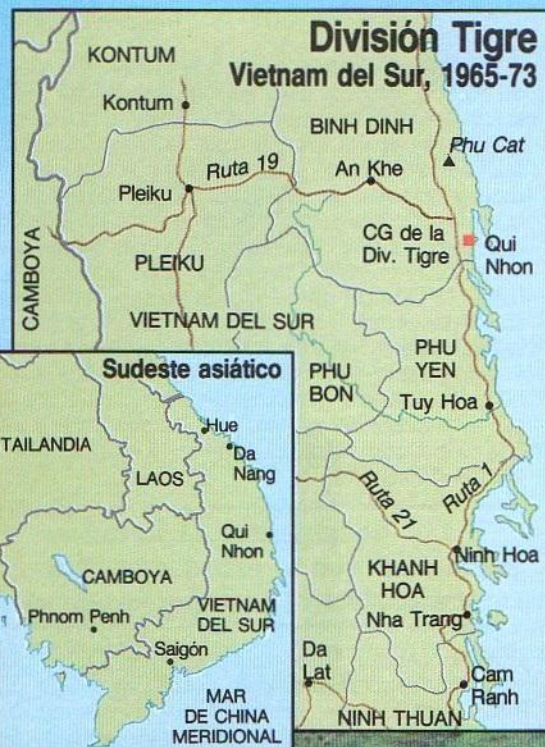 División Tigre
Vietnam del Sur, 1965-73
KONTUM
Kontum
BINH DINH
Phu Cat
Ruta 19
An Khe
Pleiku
CG de la
Div. Tigre
Qui
Nhon
CAMBOYA
PLEIKU
VIETNAM DEL SUR
PHU
BON
PHU
YEN
Tuy Hoa
Ruta 21
Ruta 1
Ninh Hoa
KHANH
HOA
Nha Trang
Da
Lat
Cam
Ranh
NINH THUAN
Sudeste asiático
TAILANDIA
LAOS
Hue
Da
Nang
Qui
Nhon
CAMBOYA
Phnom Penh
VIETNAM
DEL SUR
Saigón
MAR
DE CHINA
MERIDIONAL